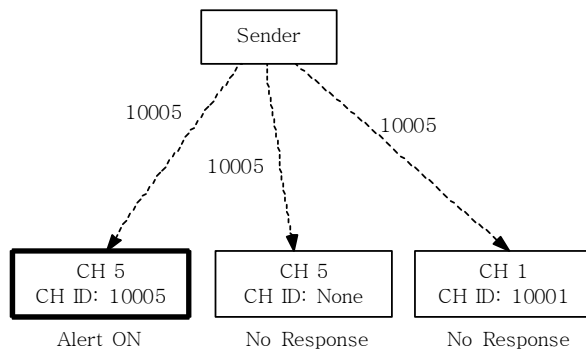 Sender
10005
10005
10005
CH 5
CH ID: 10005
CH 5
CH ID: None
CH 1
CH ID: 10001
Alert ON
No Response
No Response